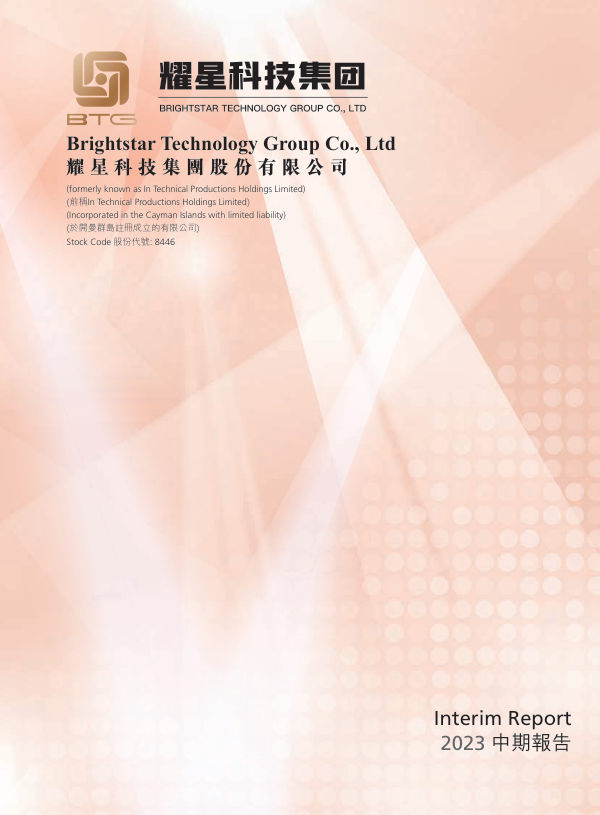 耀星科技集团
BRIGHTSTAR TECHNOLOGY GROUP CO., LTD
BTG
Brightstar Technology Group Co., Ltd
耀星科技集團股份有限公司
(formerly known as In Technical Productions Holdings Limited)
(前稱In Technical Productions Holdings Limited)
(Incorporated in the Cayman Islands with limited liability)
(於開曼群島註冊成立的有限公司)
Stock Code 股份代號: 8446
Interim Report
2023 中期報告